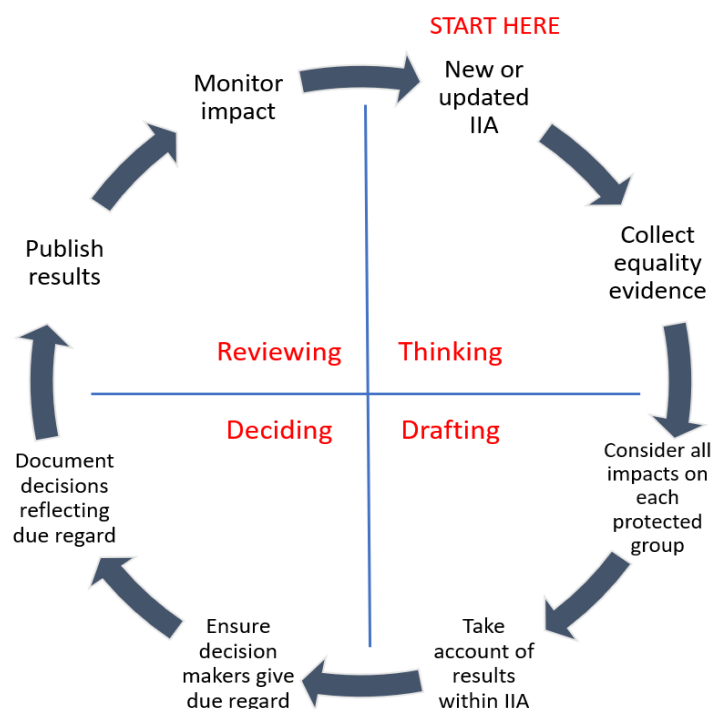 START HERE
New or
updated
IIA
Collect
equality
evidence
Consider all
impacts on
each
protected
group
Take
account of
results
within IIA
Ensure
decision
makers give
due regard
Document
decisions
reflecting
due regard
Publish
results
Monitor
impact
Reviewing
Thinking
Deciding
Drafting